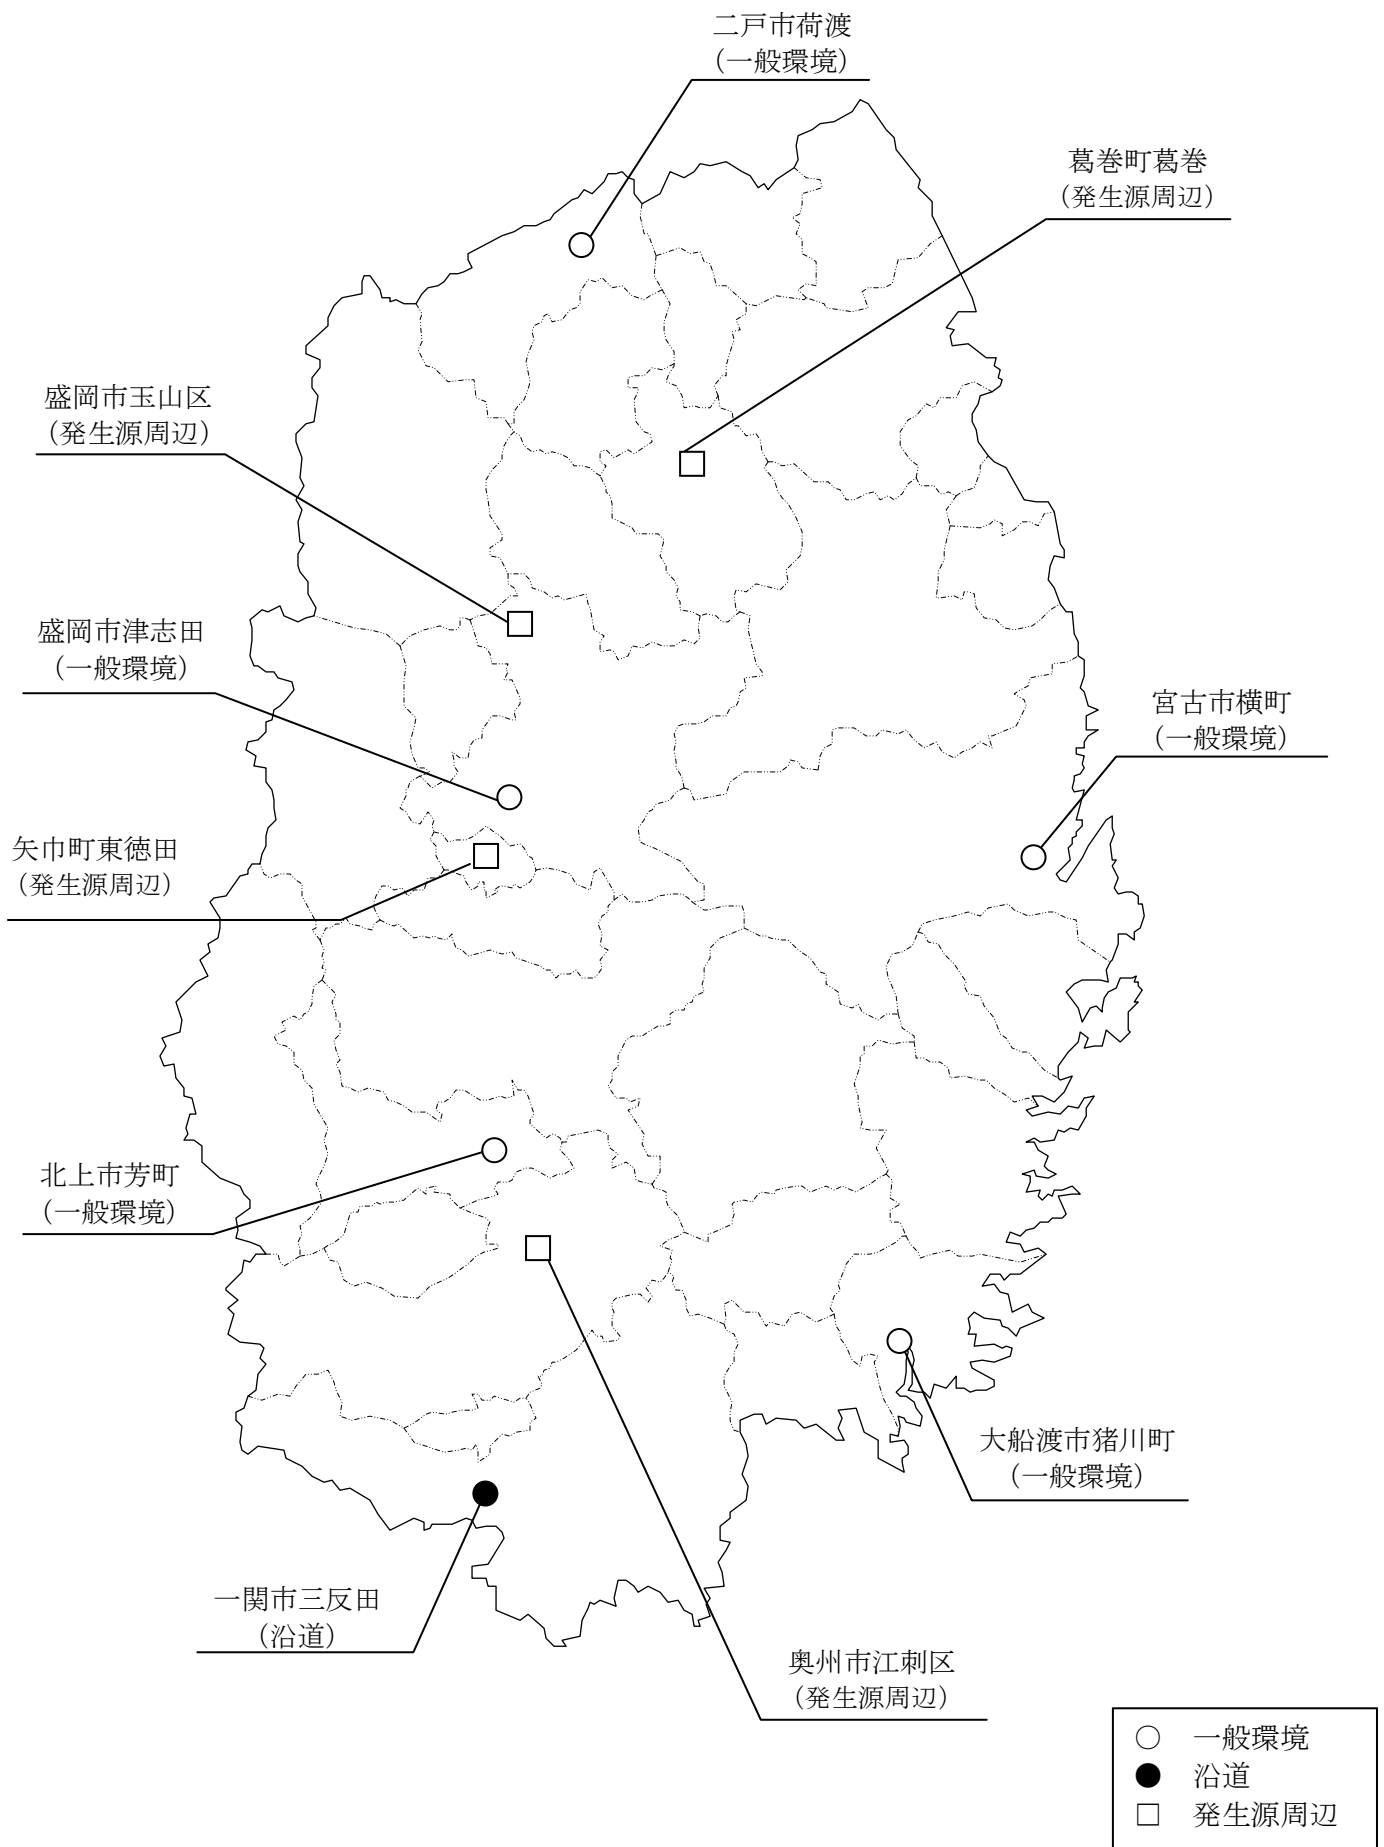 二戸市荷渡
（一般環境）
葛巻町葛巻
（発生源周辺）
盛岡市玉山区
（発生源周辺）
盛岡市津志田
（一般環境）
宮古市横町
（一般環境）
矢巾町東徳田
（発生源周辺）
北上市芳町
（一般環境）
大船渡市猪川町
（一般環境）
一関市三反田
（沿道）
奥州市江刺区
（発生源周辺）
○ 一般環境
● 沿道
□ 発生源周辺